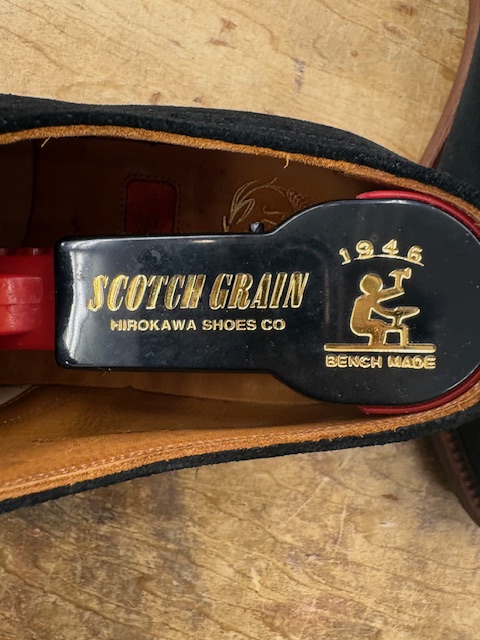 SCOTCH GRAIN
HIROKAWA SHOES CO
1946
BENCH MADE